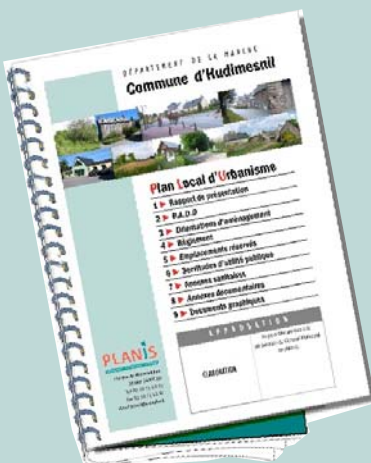 DÉPARTEMENT DE LA MANCHE
Commune d'Hudimesnil
Plan Local d'Urbanisme
1 ► Rapport de présentation
2 ► P.A.D.D
3 ► Orientations d'aménagement
4 ► Règlement
5 ► Emplacements réservés
6 ► Servitudes d'utilité publique
7 ► Annexes sanitaires
8 ► Annexes documentaires
9 ► Documents graphiques
APPROBATION
PLANIS
ELABORATION